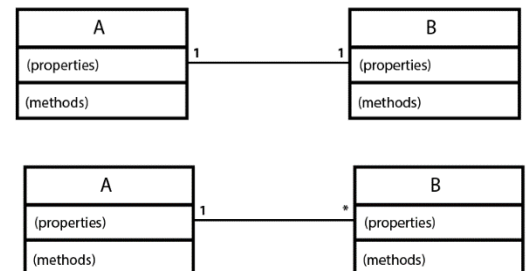 A
B
1
1
(properties)
(properties)
(methods)
(methods)
A
B
1
*
(properties)
(properties)
(methods)
(methods)